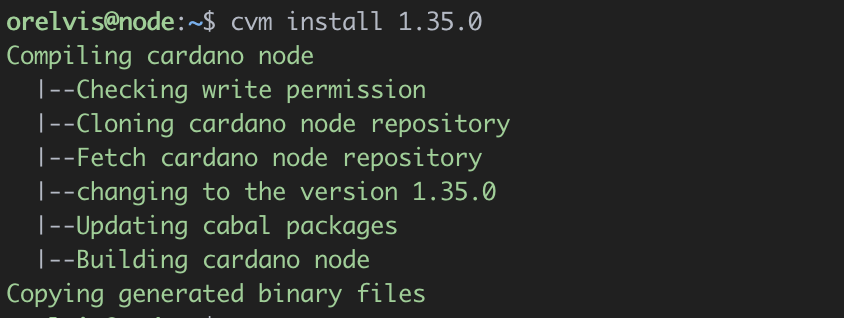 orelvis@node:~$ cvm install 1.35.0
Compiling cardano node
  |--Checking write permission
  |--Cloning cardano node repository
  |--Fetch cardano node repository
  |--changing to the version 1.35.0
  |--Updating cabal packages
  |--Building cardano node
Copying generated binary files